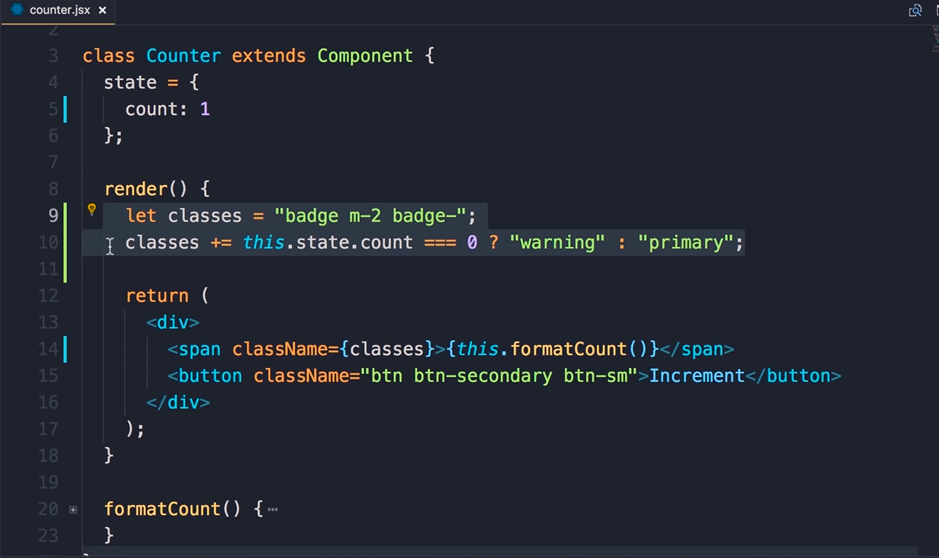 counter.jsx ×
2
3 class Counter extends Component {
4 state = {
5 count: 1
6 };
7
8 render() {
9 let classes = "badge m-2 badge-";
10 classes += this.state.count === 0 ? "warning" : "primary";
11
12 return (
13 <div>
14 <span className={classes}>{this.formatCount()}</span>
15 <button className="btn btn-secondary btn-sm">Increment</button>
16 </div>
17 );
18 }
19
20 formatCount() {⋯
23 }